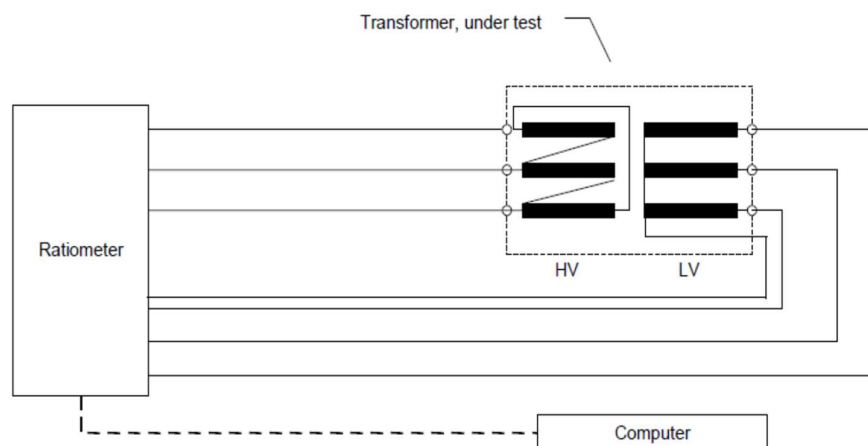 Transformer, under test
Ratiometer
HV
LV
Computer